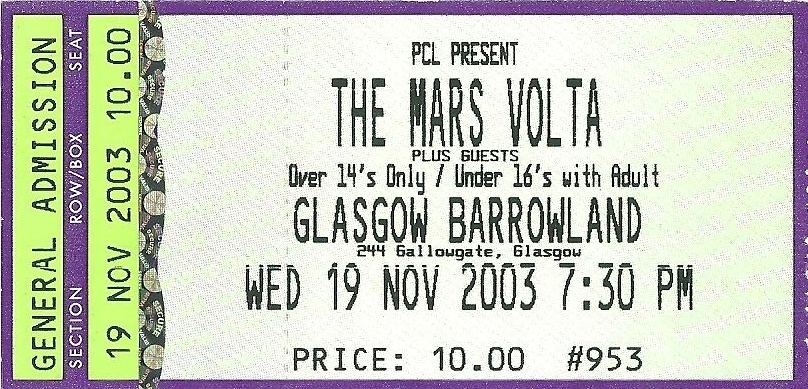 GENERAL ADMISSION
SECTION ROW/BOX SEAT
19 NOV 2003 10.00
PCL PRESENT
THE MARS VOLTA
PLUS GUESTS
Over 14's Only / Under 16's with Adult
GLASGOW BARROWLAND
244 Gallowgate, Glasgow
WED 19 NOV 2003 7:30 PM
PRICE: 10.00 #953